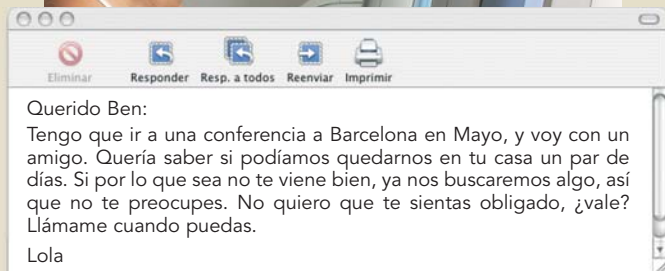 Eliminar Responder Resp. a todos Reenviar Imprimir
Querido Ben:
Tengo que ir a una conferencia a Barcelona en Mayo, y voy con un
amigo. Quería saber si podíamos quedarnos en tu casa un par de
días. Si por lo que sea no te viene bien, ya nos buscaremos algo, así
que no te preocupes. No quiero que te sientas obligado, ¿vale?
Llámame cuando puedas.
Lola